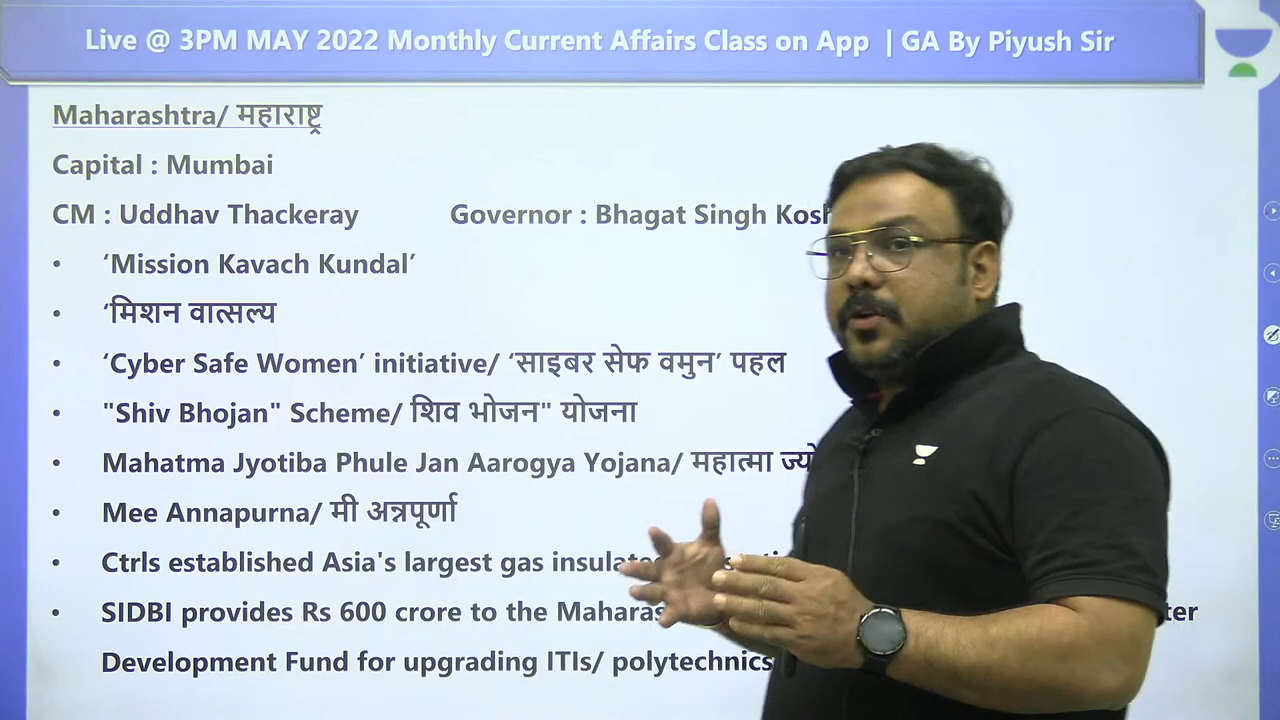 Live @ 3PM MAY 2022 Monthly Current Affairs Class on App | GA By Piyush Sir
Maharashtra/ महाराष्ट्र
Capital : Mumbai
CM : Uddhav Thackeray Governor : Bhagat Singh
• ‘Mission Kavach Kundal’
• ‘मिशन वात्सल्य
• ‘Cyber Safe Women’ initiative/ ‘साइबर सेफ वमुन’ पहल
• "Shiv Bhojan" Scheme/ शिव भोजन" योजना
• Mahatma Jyotiba Phule Jan Aarogya Yojana/ महात्मा
• Mee Annapurna/ मी अन्नपूर्णा
• Ctrls established Asia's largest gas
• SIDBI provides Rs 600 crore to the
Development Fund for upgrading ITIs/ polytechnics